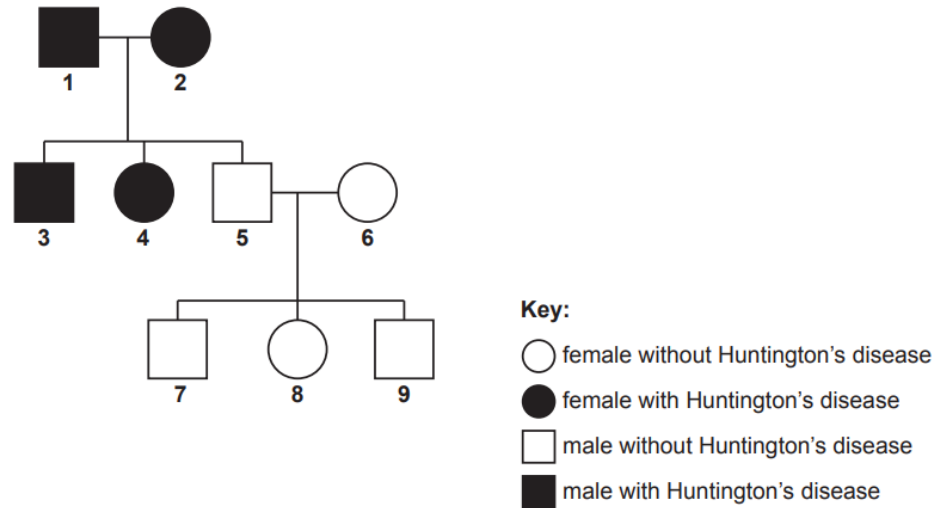 1 2
3 4 5 6
7 8 9
Key:
female without Huntington’s disease
female with Huntington’s disease
male without Huntington’s disease
male with Huntington’s disease